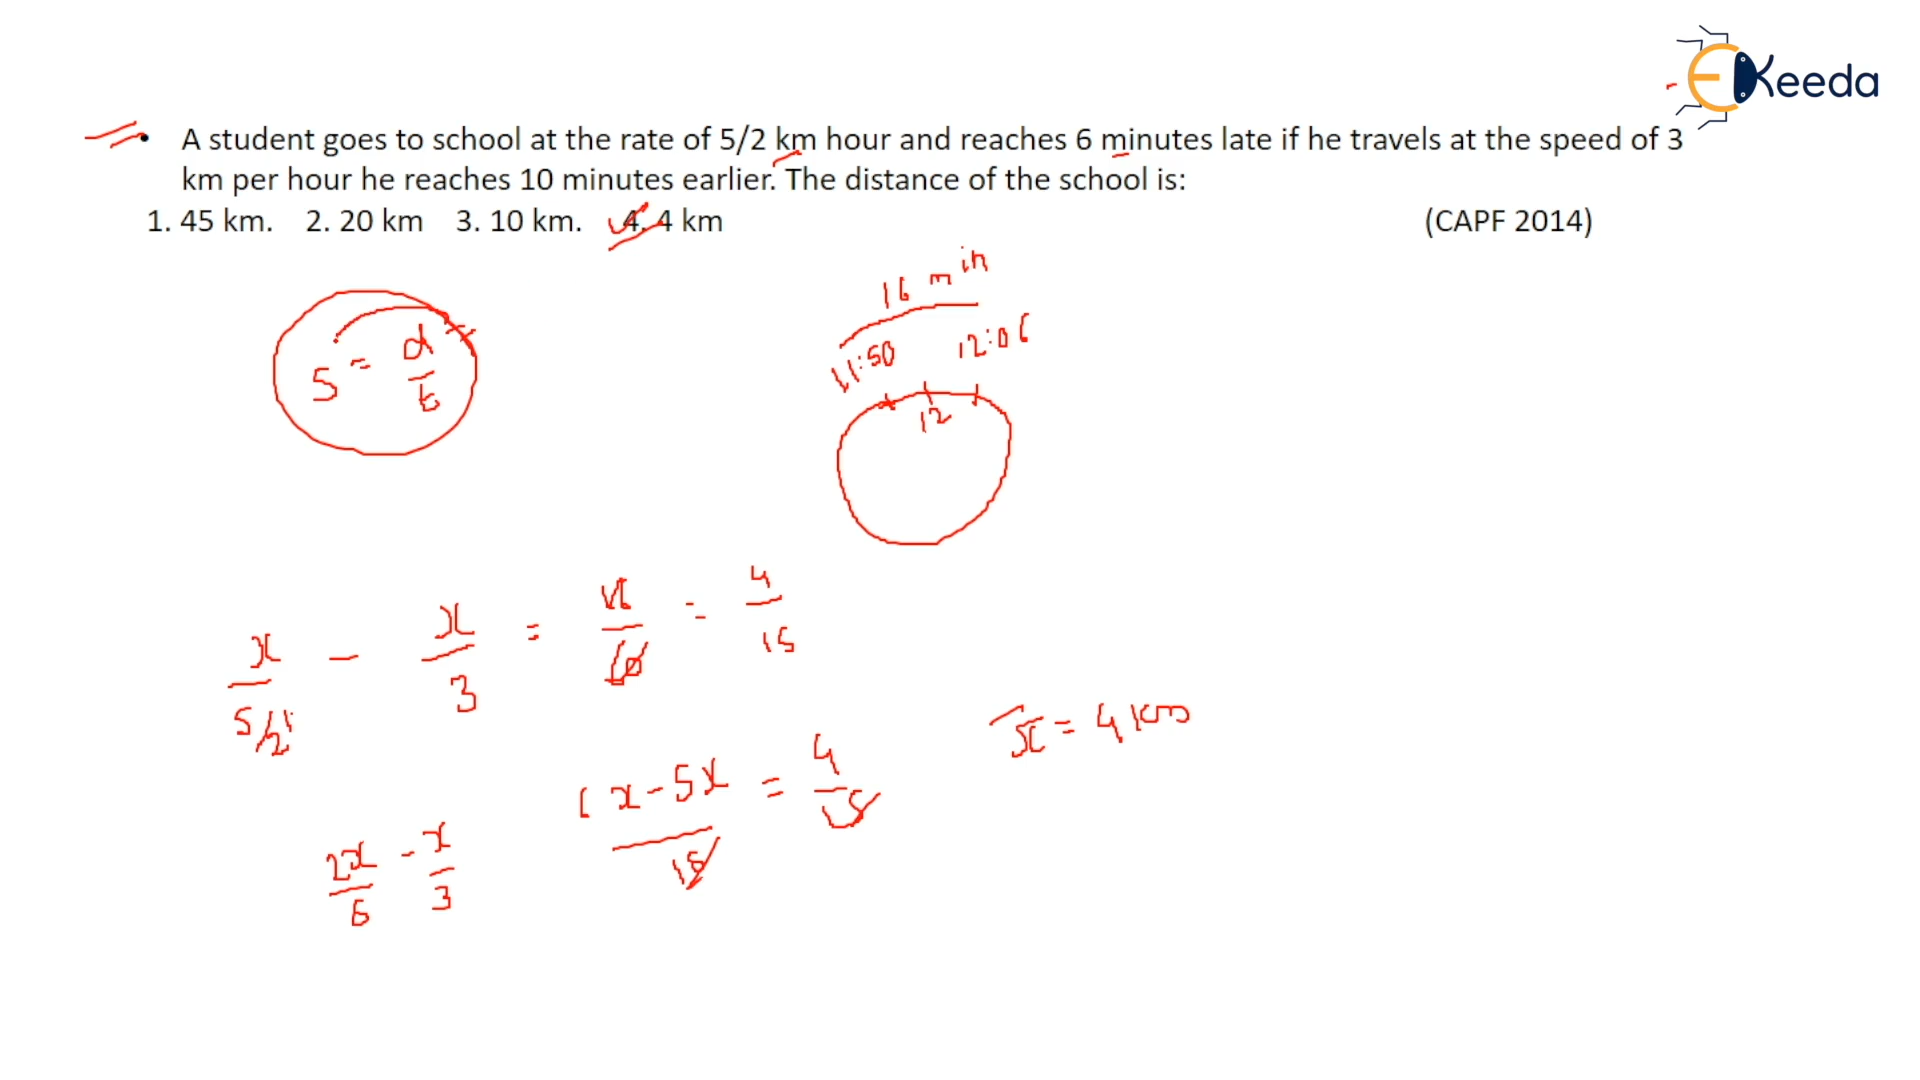 EKeeda
• A student goes to school at the rate of 5/2 km hour and reaches 6 minutes late if he travels at the speed of 3
km per hour he reaches 10 minutes earlier. The distance of the school is:
1. 45 km. 2. 20 km 3. 10 km. 4. 4 km (CAPF 2014)
16 min
11:50 12:06
S = d/t
12
x/5/2 - x/3 = 16/60 = 4/15
x = 4 km
6x-5x/15 = 4/15
2x/5 - x/3